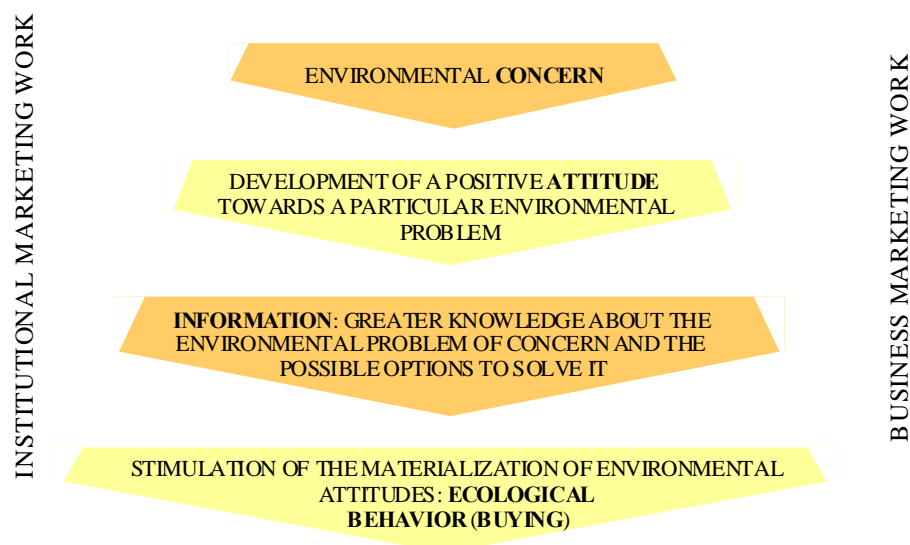 INSTITUTIONAL MARKETING WORK
ENVIRONMENTAL CONCERN
DEVELOPMENT OF A POSITIVE ATTITUDE
TOWARDS A PARTICULAR ENVIRONMENTAL
PROBLEM
INFORMATION: GREATER KNOWLEDGE ABOUT THE
ENVIRONMENTAL PROBLEM OF CONCERN AND THE
POSSIBLE OPTIONS TO SOLVE IT
STIMULATION OF THE MATERIALIZATION OF ENVIRONMENTAL
ATTITUDES: ECOLOGICAL
BEHAVIOR (BUYING)
BUSINESS MARKETING WORK